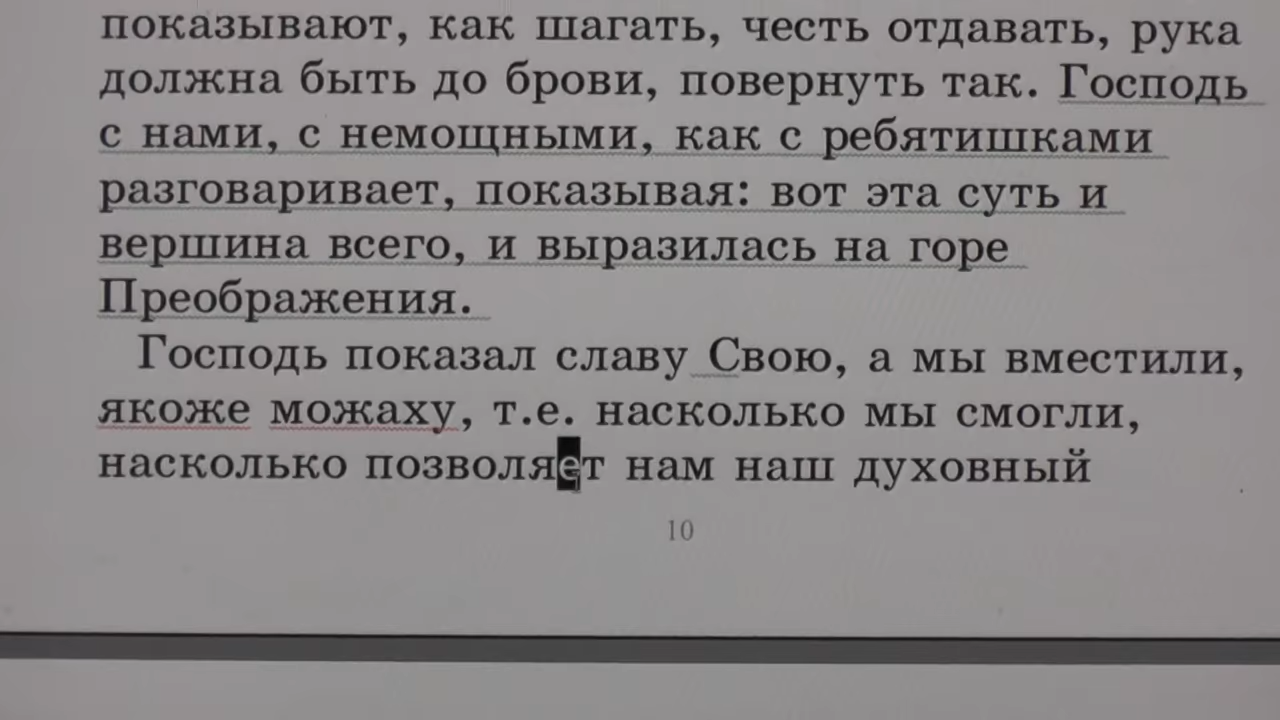 показывают, как шагать, честь отдавать, рука
должна быть до брови, повернуть так. Господь
с нами, с немощными, как с ребятишками
разговаривает, показывая: вот эта суть и
вершина всего, и выразилась на горе
Преображения.
Господь показал славу Свою, а мы вместили,
якоже можаху, т.е. насколько мы смогли,
насколько позволяет нам наш духовный
10